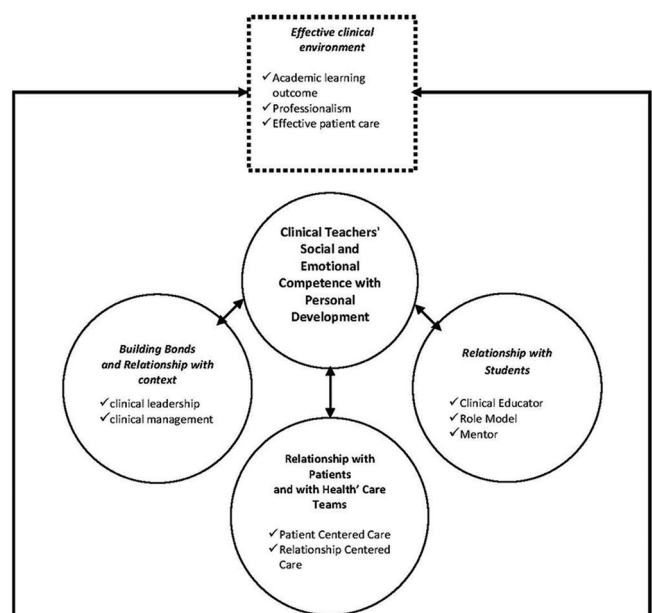 Effective clinical
environment
✓Academic learning
outcome
✓Professionalism
✓Effective patient care
Clinical Teachers'
Social and
Emotional
Competence with
Personal
Development
Building Bonds
and Relationship with
context
✓clinical leadership
✓clinical management
Relationship with
Students
✓Clinical Educator
✓Role Model
✓Mentor
Relationship with
Patients
and with Health' Care
Teams
✓Patient Centered Care
✓Relationship Centered
Care